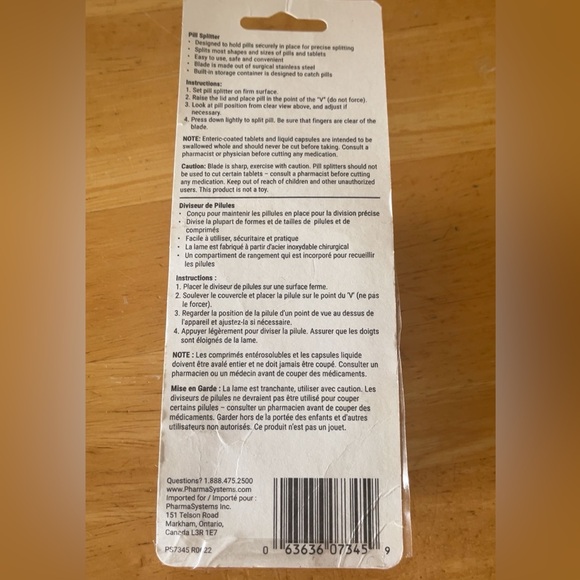 Pill Splitter
• Designed to hold pills securely in place for precise splitting
• Splits most shapes and sizes of pills and tablets
• Easy to use, safe and convenient
• Blade is made out of surgical stainless steel
• Built-in storage container is designed to catch pills
Instructions:
1. Set pill splitter on firm surface.
2. Raise the lid and place pill in the point of the "V" (do not force).
3. Look at pill position from clear view above, and adjust if
necessary.
4. Press down lightly to split pill. Be sure that fingers are clear of the
blade.
NOTE: Enteric-coated tablets and liquid capsules are intended to be
swallowed whole and should never be cut before taking. Consult a
pharmacist or physician before cutting any medication.
Caution: Blade is sharp, exercise with caution. Pill splitters should not
be used to cut certain tablets – consult a pharmacist before cutting
any medication. Keep out of reach of children and other unauthorized
users. This product is not a toy.
Diviseur de Pilules
• Conçu pour maintenir les pillules en place pour la division précise
• Divise la plupart de formes et de tailles de pilules et de
comprimés
• Facile à utiliser, sécuritaire et pratique
• La lame est fabriqué à partir d'acier inoxydable chirurgical
• Un compartiment de rangement qui est incorporé pour recueillir
les pilules
Instructions :
1. Placer le diviseur de pilules sur une surface ferme.
2. Soulever le couvercle et placer la pilule sur le point du 'V' (ne pas
le forcer).
3. Regarder la position de la pilule d'un point de vue au dessus de
l'appareil et ajustez-la si nécessaire.
4. Appuyer légèrement pour diviser la pilule. Assurer que les doigts
sont éloignés de la lame.
NOTE : Les comprimés entérosolubles et les capsules liquide
doivent être avalé entier et ne doit jamais être coupé. Consulter un
pharmacien ou un médecin avant de couper des médicaments.
Mise en Garde : La lame est tranchante, utiliser avec caution. Les
diviseurs de pilules ne devraient pas être utilisé pour couper
certains pilules – consulter un pharmacien avant de couper des
médicaments. Garder hors de la portée des enfants et d'autres
utilisateurs non autorisés. Ce produit n'est pas un jouet.
Questions? 1.888.475.2500
www.PharmaSystems.com
Imported for / Importé pour :
PharmaSystems Inc.
151 Telson Road
Markham, Ontario,
Canada L3R 1E7
PS7345 R0622
0 63636 07345 9